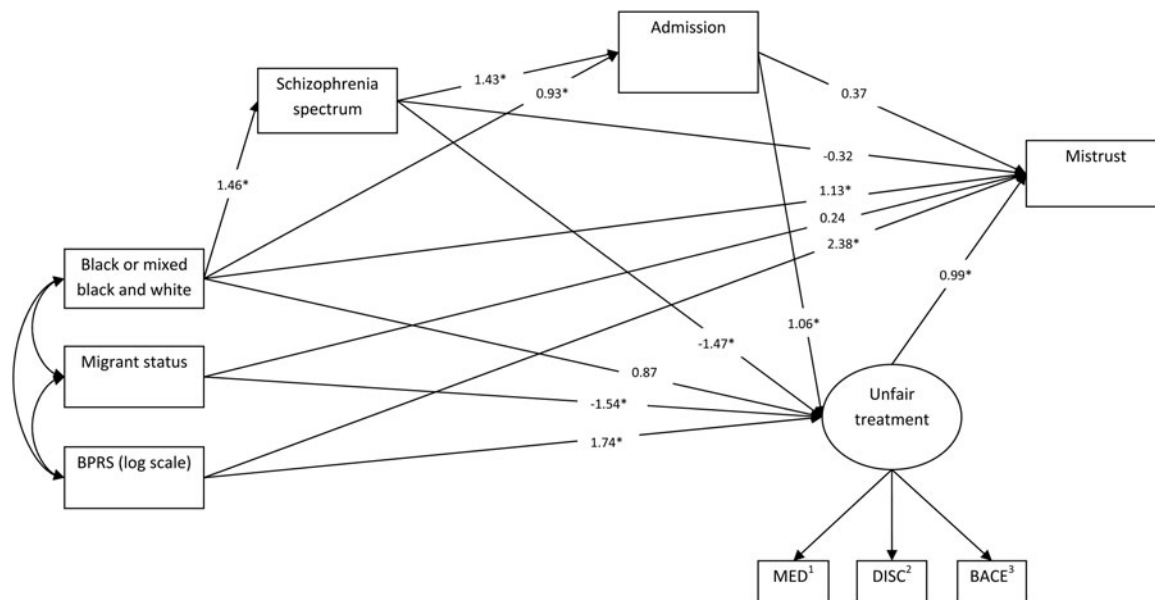 Admission
Schizophrenia
spectrum
1.43*
0.93*
0.37
Mistrust
-0.32
1.46*
1.13*
0.24
2.38*
Black or mixed
black and white
0.99*
1.06*
-1.47*
Migrant status
0.87
-1.54*
Unfair
treatment
1.74*
BPRS (log scale)
MED¹
DISC²
BACE³